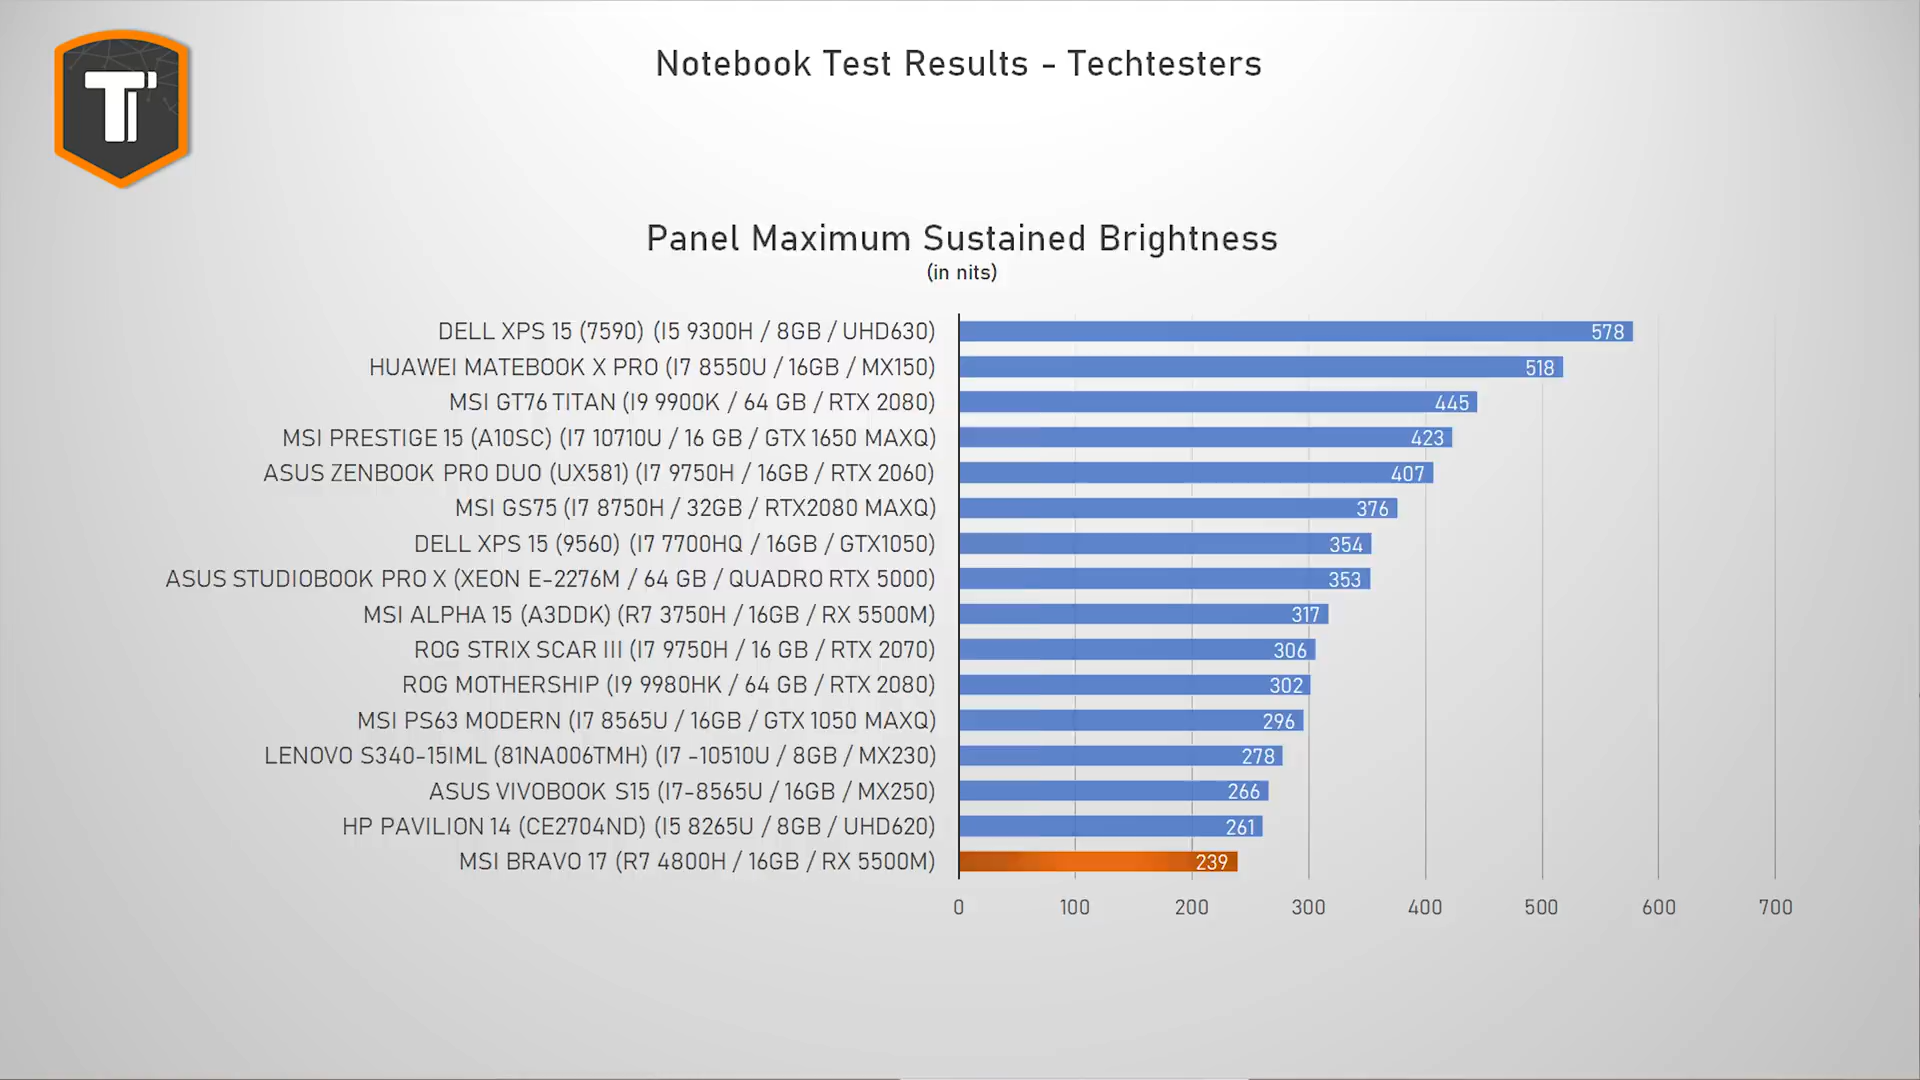 T
Notebook Test Results - Techtesters
Panel Maximum Sustained Brightness
(in nits)
DELL XPS 15 (7590) (I5 9300H / 8GB / UHD630) 578
HUAWEI MATEBOOK X PRO (I7 8550U / 16GB / MX150) 518
MSI GT76 TITAN (I9 9900K / 64 GB / RTX 2080) 445
MSI PRESTIGE 15 (A10SC) (I7 10710U / 16 GB / GTX 1650 MAXQ) 423
ASUS ZENBOOK PRO DUO (UX581) (I7 9750H / 16GB / RTX 2060) 407
MSI GS75 (I7 8750H / 32GB / RTX2080 MAXQ) 376
DELL XPS 15 (9560) (I7 7700HQ / 16GB / GTX1050) 354
ASUS STUDIOBOOK PRO X (XEON E-2276M / 64 GB / QUADRO RTX 5000) 353
MSI ALPHA 15 (A3DDK) (R7 3750H / 16GB / RX 5500M) 317
ROG STRIX SCAR III (I7 9750H / 16 GB / RTX 2070) 306
ROG MOTHERSHIP (I9 9980HK / 64 GB / RTX 2080) 302
MSI PS63 MODERN (I7 8565U / 16GB / GTX 1050 MAXQ) 296
LENOVO S340-15IML (81NA006TMH) (I7 -10510U / 8GB / MX230) 278
ASUS VIVOBOOK S15 (I7-8565U / 16GB / MX250) 266
HP PAVILION 14 (CE2704ND) (I5 8265U / 8GB / UHD620) 261
MSI BRAVO 17 (R7 4800H / 16GB / RX 5500M) 239
0 100 200 300 400 500 600 700